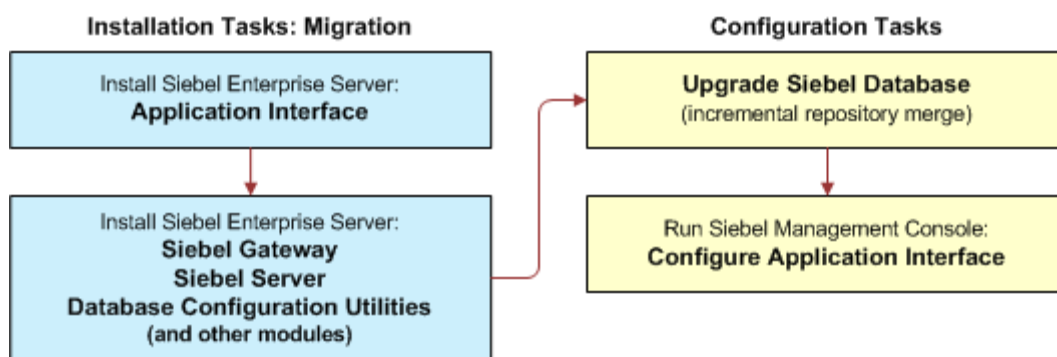 Installation Tasks: Migration
Install Siebel Enterprise Server:
Application Interface
Install Siebel Enterprise Server:
Siebel Gateway
Siebel Server
Database Configuration Utilities
(and other modules)
Configuration Tasks
Upgrade Siebel Database
(incremental repository merge)
Run Siebel Management Console:
Configure Application Interface